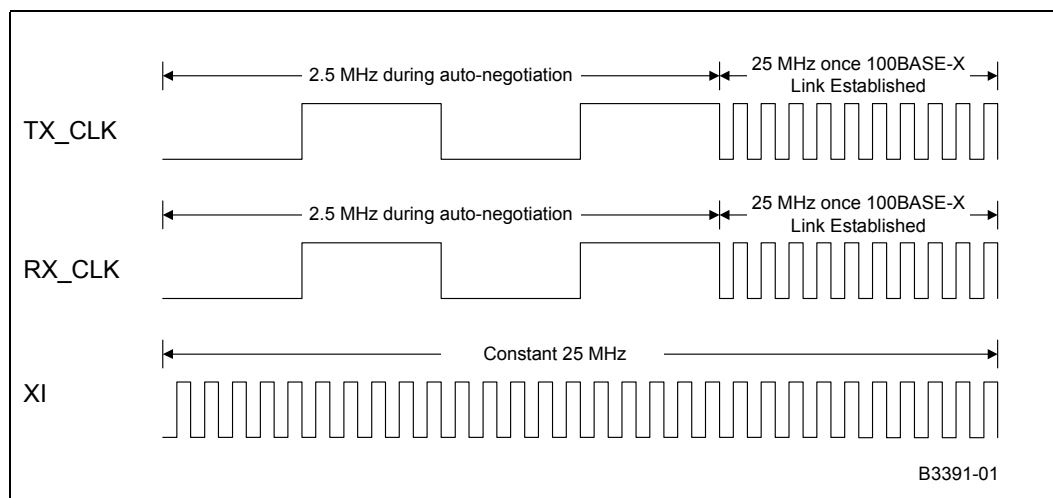 2.5 MHz during auto-negotiation
25 MHz once 100BASE-X
Link Established
TX_CLK
2.5 MHz during auto-negotiation
25 MHz once 100BASE-X
Link Established
RX_CLK
Constant 25 MHz
XI
B3391-01